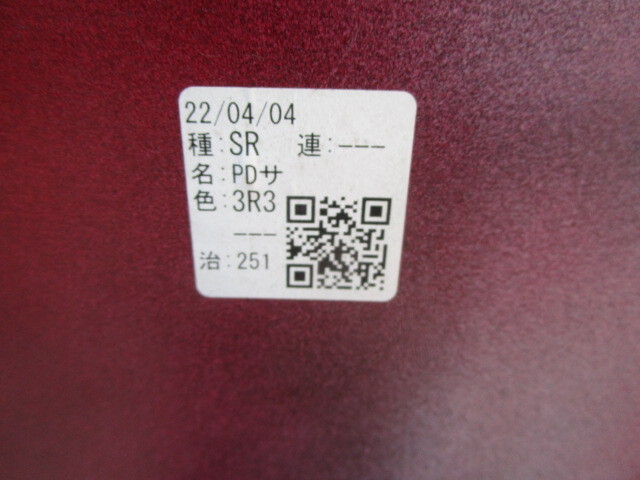 22/04/04
種:SR 連:---
名:PDサ
色:3R3
---
治:251